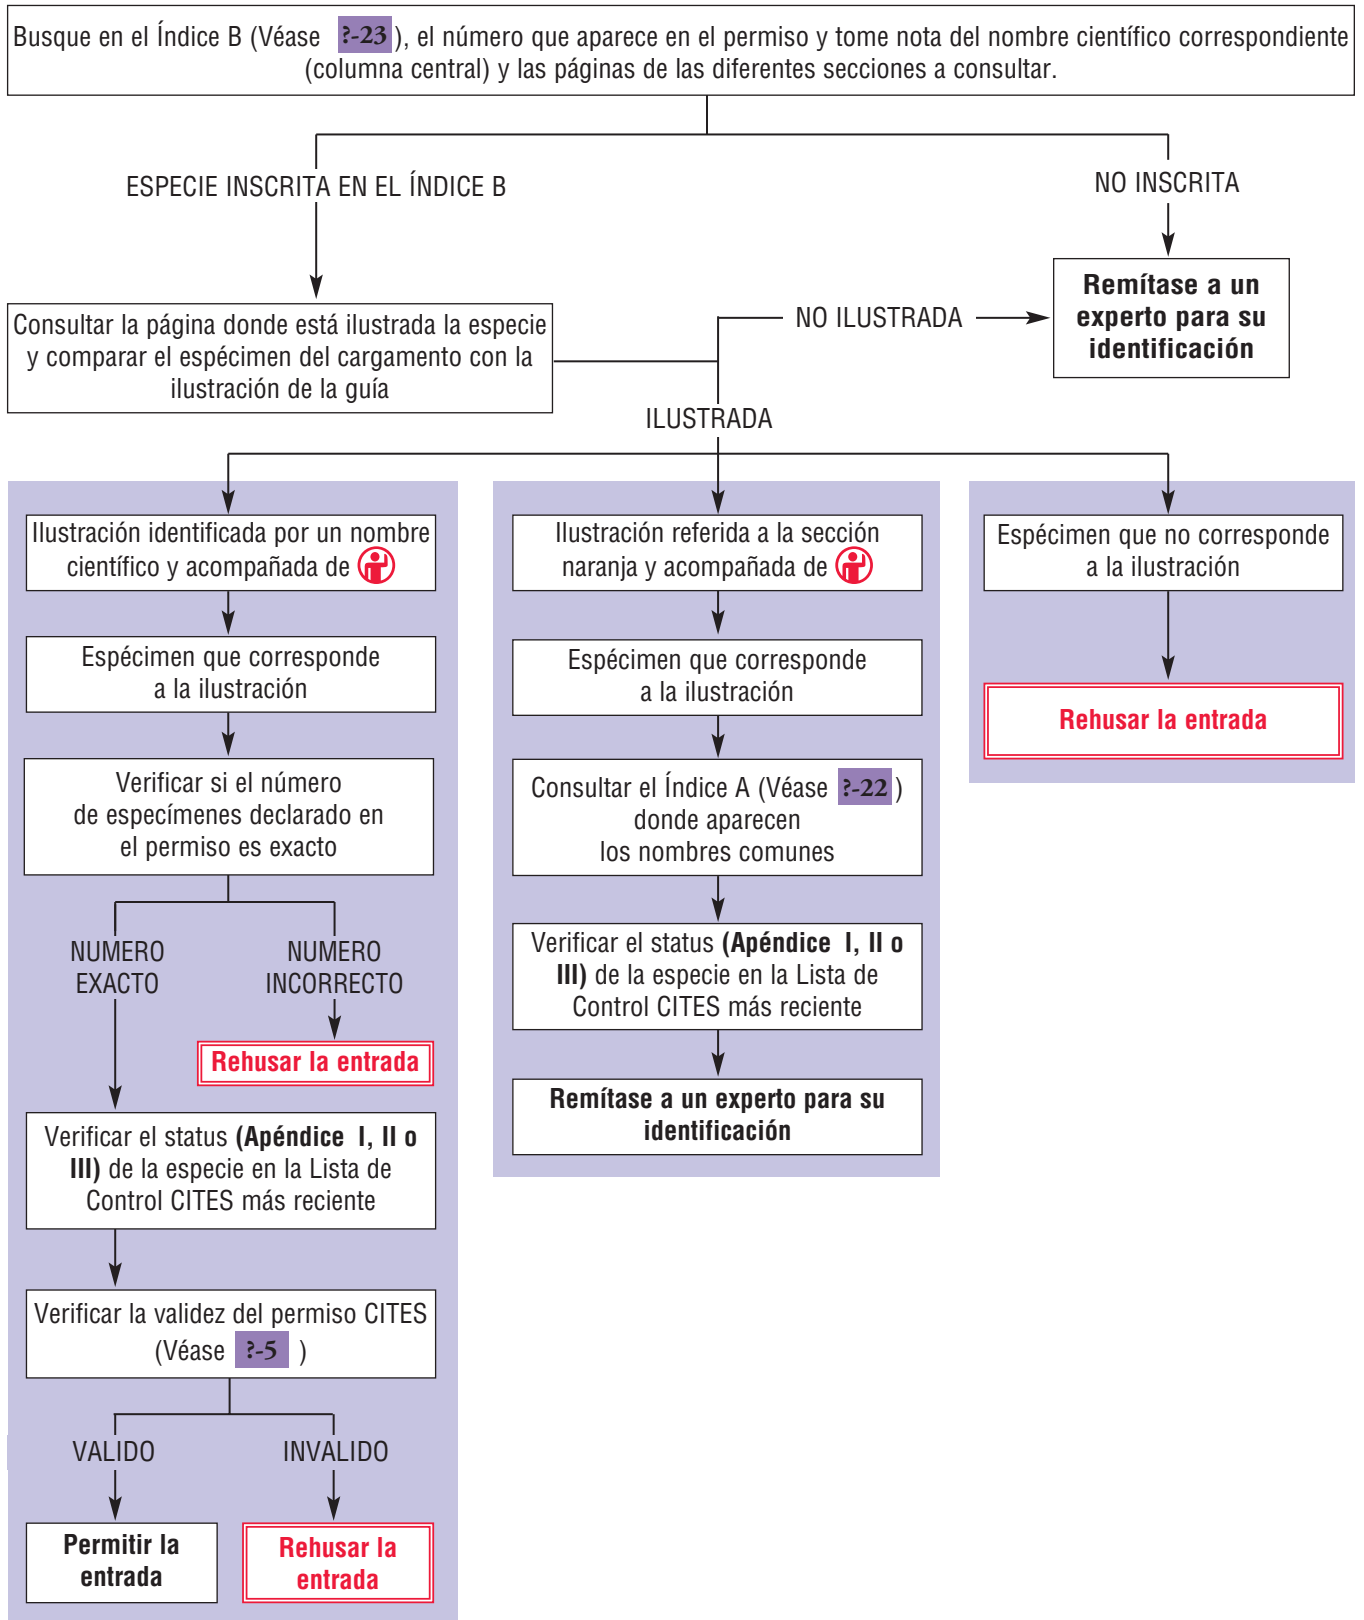 Busque en el Índice B (Véase ?-23), el número que aparece en el permiso y tome nota del nombre científico correspondiente
(columna central) y las páginas de las diferentes secciones a consultar.
ESPECIE INSCRITA EN EL ÍNDICE B
NO INSCRITA
Remítase a un
experto para su
identificación
Consultar la página donde está ilustrada la especie
y comparar el espécimen del cargamento con la
ilustración de la guía
NO ILUSTRADA
ILUSTRADA
Ilustración identificada por un nombre
científico y acompañada de
Espécimen que corresponde
a la ilustración
Verificar si el número
de especímenes declarado en
el permiso es exacto
NUMERO
EXACTO
NUMERO
INCORRECTO
Rehusar la entrada
Verificar el status (Apéndice I, II o
III) de la especie en la Lista de
Control CITES más reciente
Verificar la validez del permiso CITES
(Véase ?-5 )
VALIDO
INVALIDO
Permitir la
entrada
Rehusar la
entrada
Ilustración referida a la sección
naranja y acompañada de
Espécimen que corresponde
a la ilustración
Consultar el Índice A (Véase ?-22)
donde aparecen
los nombres comunes
Verificar el status (Apéndice I, II o
III) de la especie en la Lista de
Control CITES más reciente
Remítase a un experto para su
identificación
Espécimen que no corresponde
a la ilustración
Rehusar la entrada